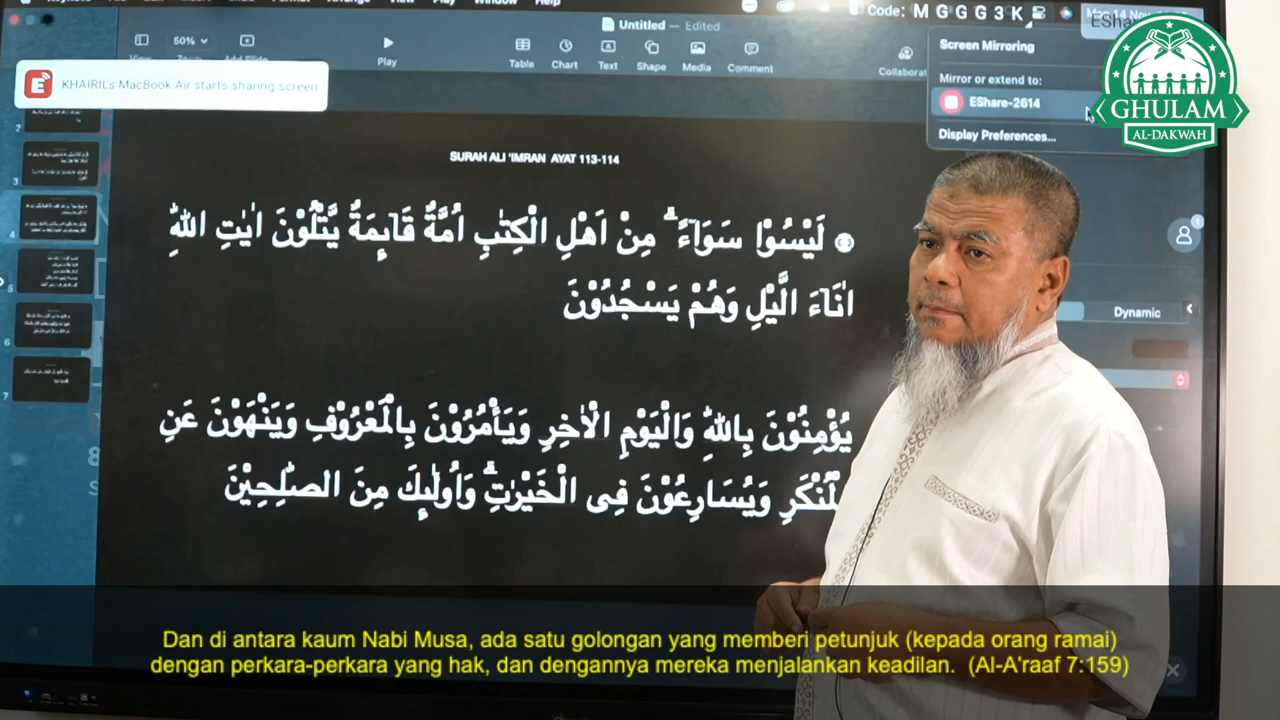 Untitled — Edited
Code: M G G G 3 K
50%
Play
Table
Chart
Text
Shape
Media
Comment
Screen Mirroring
Mirror or extend to:
EShare-2614
Display Preferences...
GHULAM
AL-DAKWAH
KHAIRIL's MacBook Air starts sharing screen
SURAH ALI 'IMRAN AYAT 113-114
لَيْسُوْا سَوَاۤءً ۗ مِنْ اَهْلِ الْكِتٰبِ اُمَّةٌ قَاۤىِٕمَةٌ يَّتْلُوْنَ اٰيٰتِ اللّٰهِ
اٰنَاۤءَ الَّيْلِ وَهُمْ يَسْجُدُوْنَ
Dynamic
يُؤْمِنُوْنَ بِاللّٰهِ وَالْيَوْمِ الْاٰخِرِ وَيَأْمُرُوْنَ بِالْمَعْرُوْفِ وَيَنْهَوْنَ عَنِ
الْمُنْكَرِ وَيُسَارِعُوْنَ فِى الْخَيْرٰتِۗ وَاُولٰۤىِٕكَ مِنَ الصّٰلِحِيْنَ
Dan di antara kaum Nabi Musa, ada satu golongan yang memberi petunjuk (kepada orang ramai)
dengan perkara-perkara yang hak, dan dengannya mereka menjalankan keadilan. (Al-A'raaf 7:159)